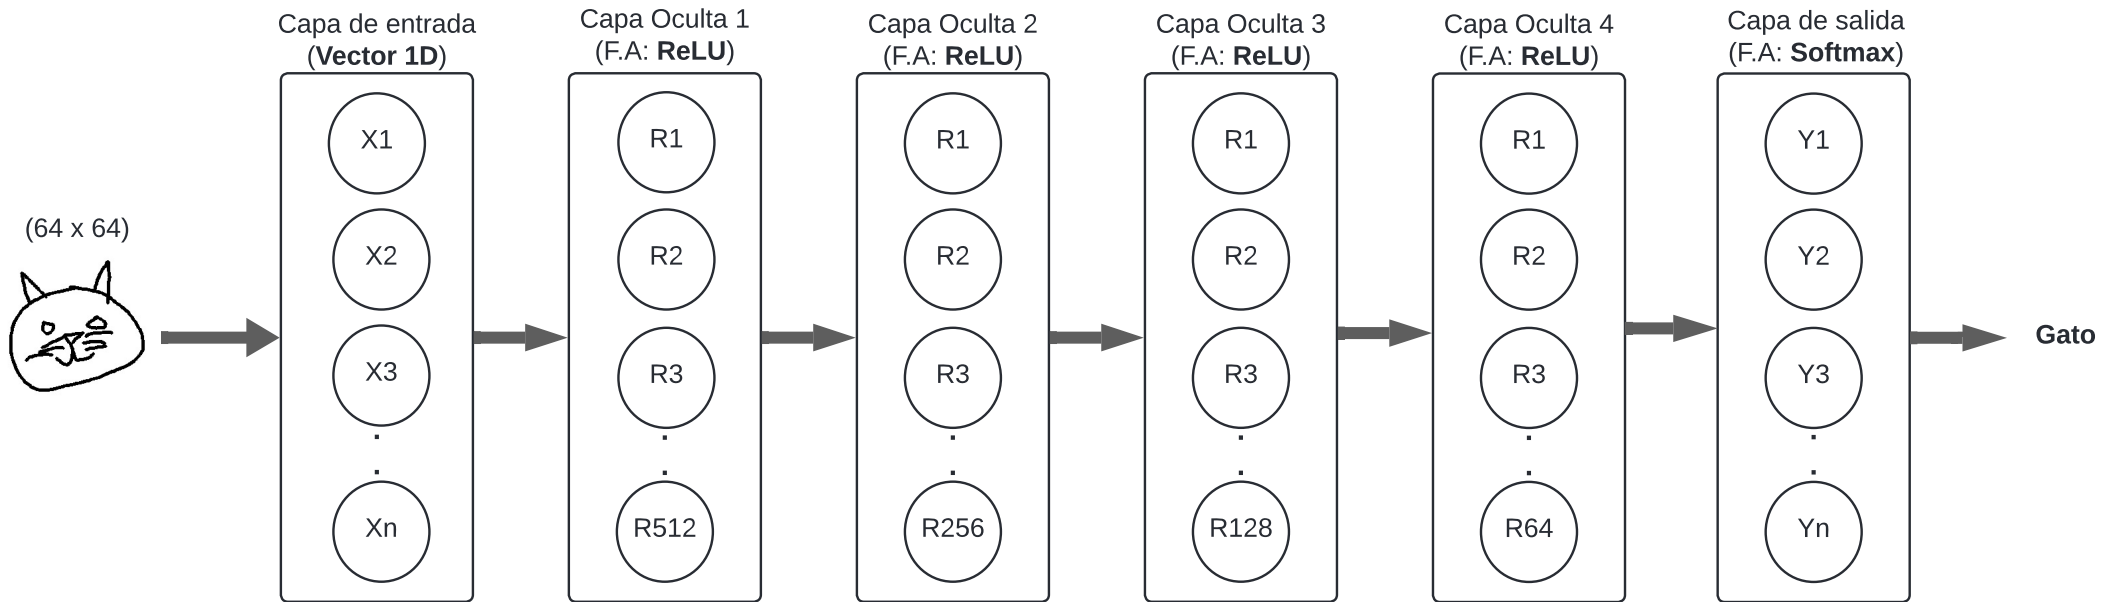 (64 x 64)
Capa de entrada
(Vector 1D)
X1
X2
X3
.
.
Xn
Capa Oculta 1
(F.A: ReLU)
R1
R2
R3
.
.
R512
Capa Oculta 2
(F.A: ReLU)
R1
R2
R3
.
.
R256
Capa Oculta 3
(F.A: ReLU)
R1
R2
R3
.
.
R128
Capa Oculta 4
(F.A: ReLU)
R1
R2
R3
.
.
R64
Capa de salida
(F.A: Softmax)
Y1
Y2
Y3
.
.
Yn
Gato